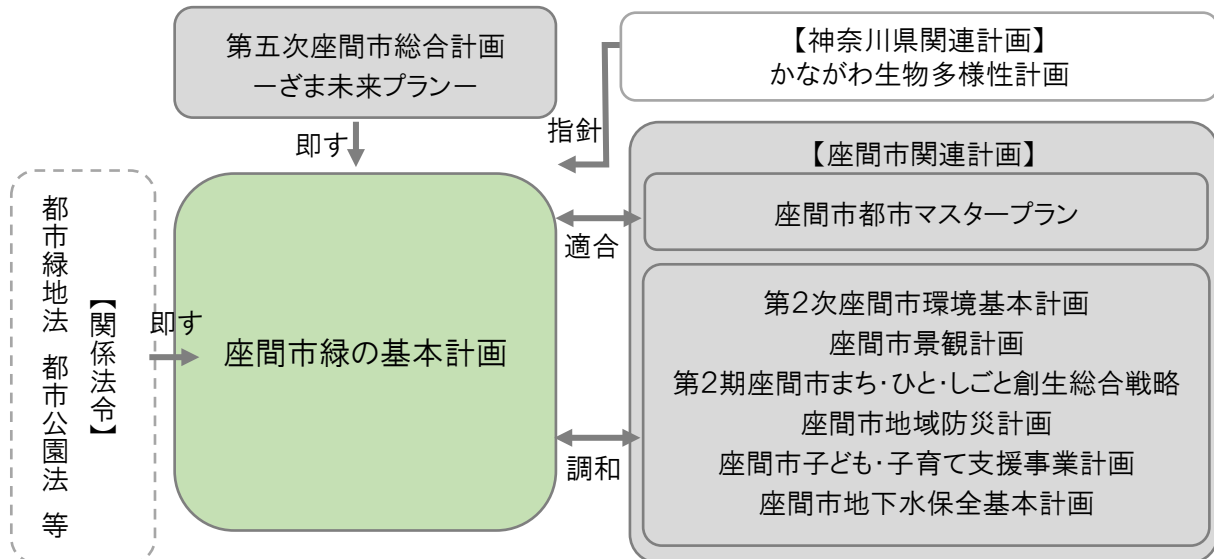 第五次座間市総合計画
―ざま未来プラン―
【神奈川県関連計画】
かながわ生物多様性計画
即す
指針
【関係法令】
都市緑地法 都市公園法 等
即す
座間市緑の基本計画
適合
調和
【座間市関連計画】
座間市都市マスタープラン
第2次座間市環境基本計画
座間市景観計画
第2期座間市まち・ひと・しごと創生総合戦略
座間市地域防災計画
座間市子ども・子育て支援事業計画
座間市地下水保全基本計画